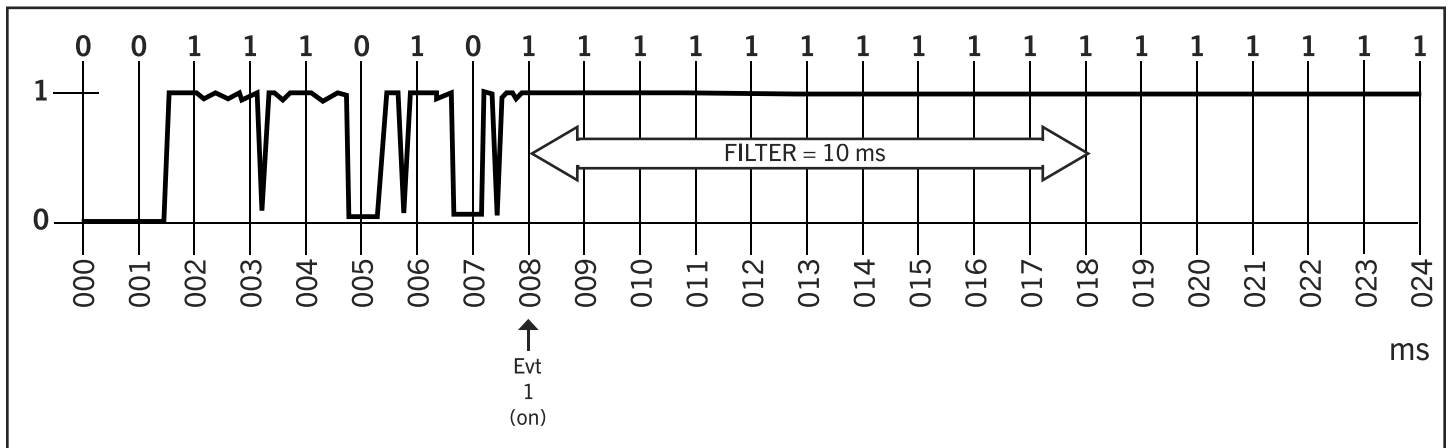 0 0 1 1 1 0 1 0 1 1 1 1 1 1 1 1 1 1 1 1 1 1 1 1 1
1
FILTER = 10 ms
0
000 001 002 003 004 005 006 007 008 009 010 011 012 013 014 015 016 017 018 019 020 021 022 023 024
ms
Evt
1
(on)